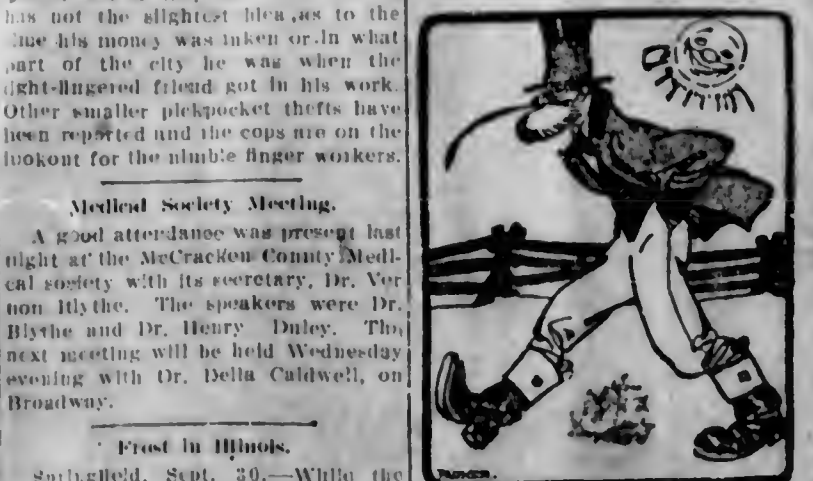 has not the slightest idea as to the
time his money was taken or in what
part of the city he was when the
light-fingered friend got in his work.
Other smaller pickpocket thefts have
been reported and the cops are on the
lookout for the nimble finger workers.
Medical Society Meeting.
A good attendance was present last
night at the McCracken County Medi-
cal society with its secretary, Dr. Ver
non Blythe. The speakers were Dr.
Blythe and Dr. Henry Duley. The
next meeting will be held Wednesday
evening with Dr. Della Caldwell, on
Broadway.
Frost in Illinois.
Springfield, Sept. 30.—While the